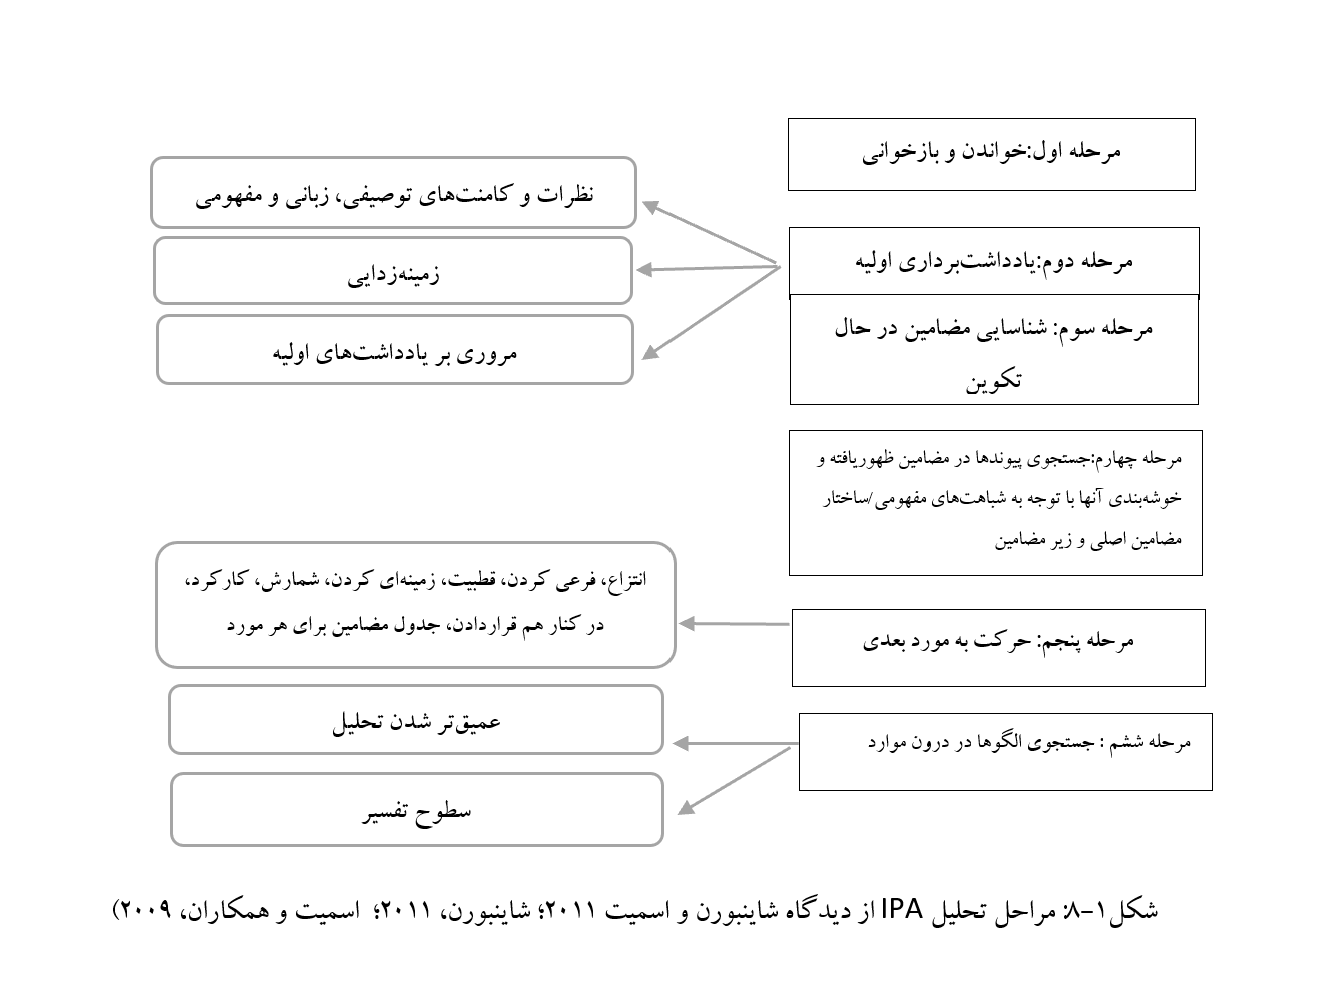 مرحله اول:خواندن و بازخوانی
مرحله دوم:یادداشت‌برداری اولیه
نظرات و کامنت‌های توصیفی، زبانی و مفهومی
زمینه‌زدایی
مروری بر یادداشت‌های اولیه
مرحله سوم: شناسایی مضامین در حال
تکوین
مرحله چهارم:جستجوی پیوندها در مضامین ظهوریافته و
خوشه‌بندی آنها با توجه به شباهت‌های مفهومی/ساختار
مضامین اصلی و زیر مضامین
مرحله پنجم: حرکت به مورد بعدی
انتزاع، فرعی کردن، قطبیت، زمینه‌ای کردن، شمارش، کارکرد،
در کنار هم قراردادن، جدول مضامین برای هر مورد
مرحله ششم : جستجوی الگوها در درون موارد
عمیق‌تر شدن تحلیل
سطوح تفسیر
شکل۱-۸: مراحل تحلیل IPA از دیدگاه شاینبورن و اسمیت ۲۰۱۱؛ شاینبورن، ۲۰۱۱؛ اسمیت و همکاران، ۲۰۰۹)